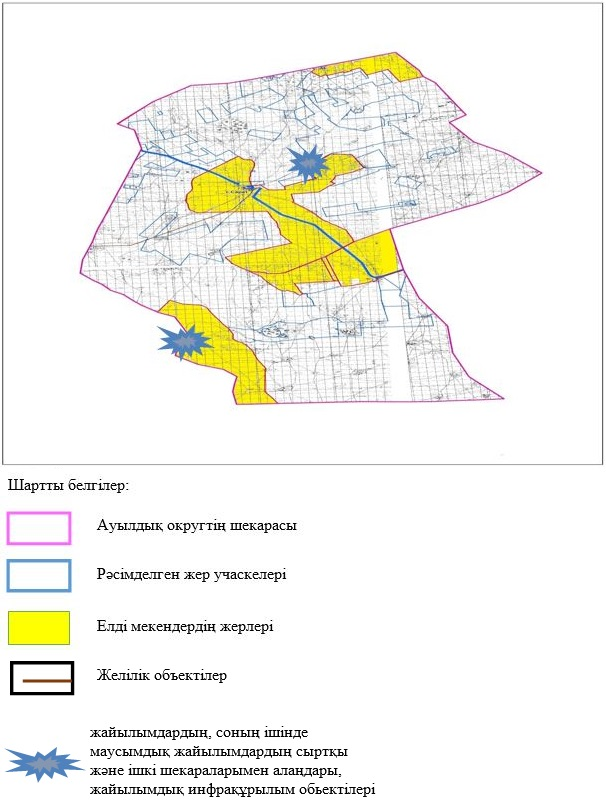 Шартты белгілер:
Ауылдық округтің шекарасы
Рәсімделген жер учаскелері
Елді мекендердің жерлері
Желілік объектілер
жайылымдардың, соның ішінде
маусымдық жайылымдардың сыртқы
және ішкі шекараларымен алаңдары,
жайылымдық инфрақұрылым обьектілері